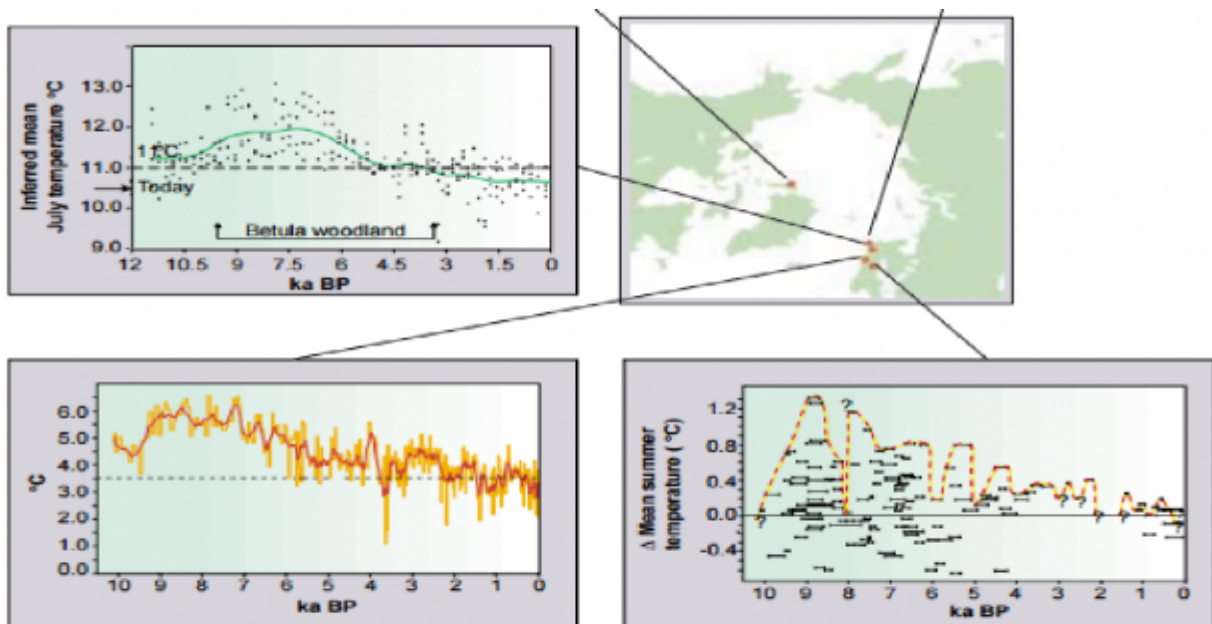 Inferred mean
July temperature °C
13.0
12.0
11.0
10.0
9.0
11°C
Today
Betula woodland
12 10.5 9 7.5 6 4.5 3 1.5 0
ka BP
°C
6.0
5.0
4.0
3.0
2.0
1.0
0.0
10 9 8 7 6 5 4 3 2 1 0
ka BP
Δ Mean summer
temperature (°C)
1.2
0.8
0.4
0.0
-0.4
? ? ? ? ? ? ?
10 9 8 7 6 5 4 3 2 1 0
ka BP